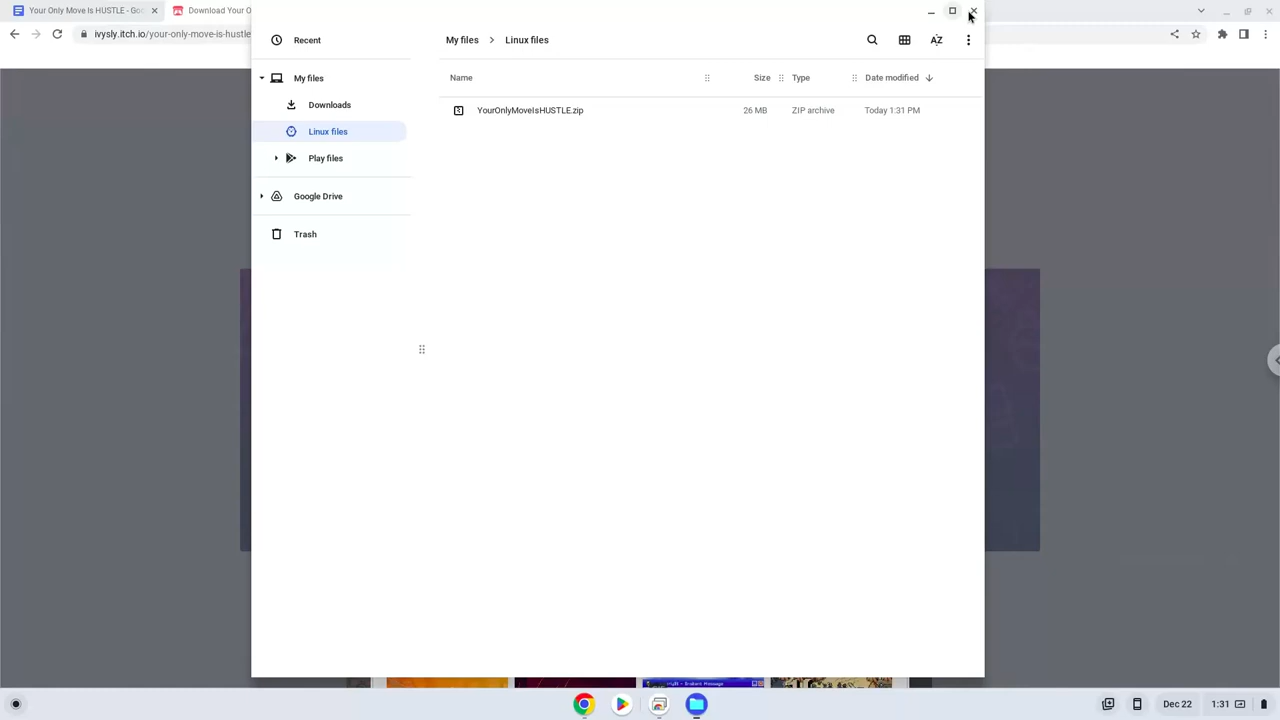 Your Only Move Is HUSTLE - Goo
Download Your O
ivysly.itch.io/your-only-move-is-hustle
Recent
My files
Downloads
Linux files
Play files
Google Drive
Trash
My files > Linux files
AZ
Name Size Type Date modified
YourOnlyMoveIsHUSTLE.zip 26 MB ZIP archive Today 1:31 PM
Dec 22 1:31